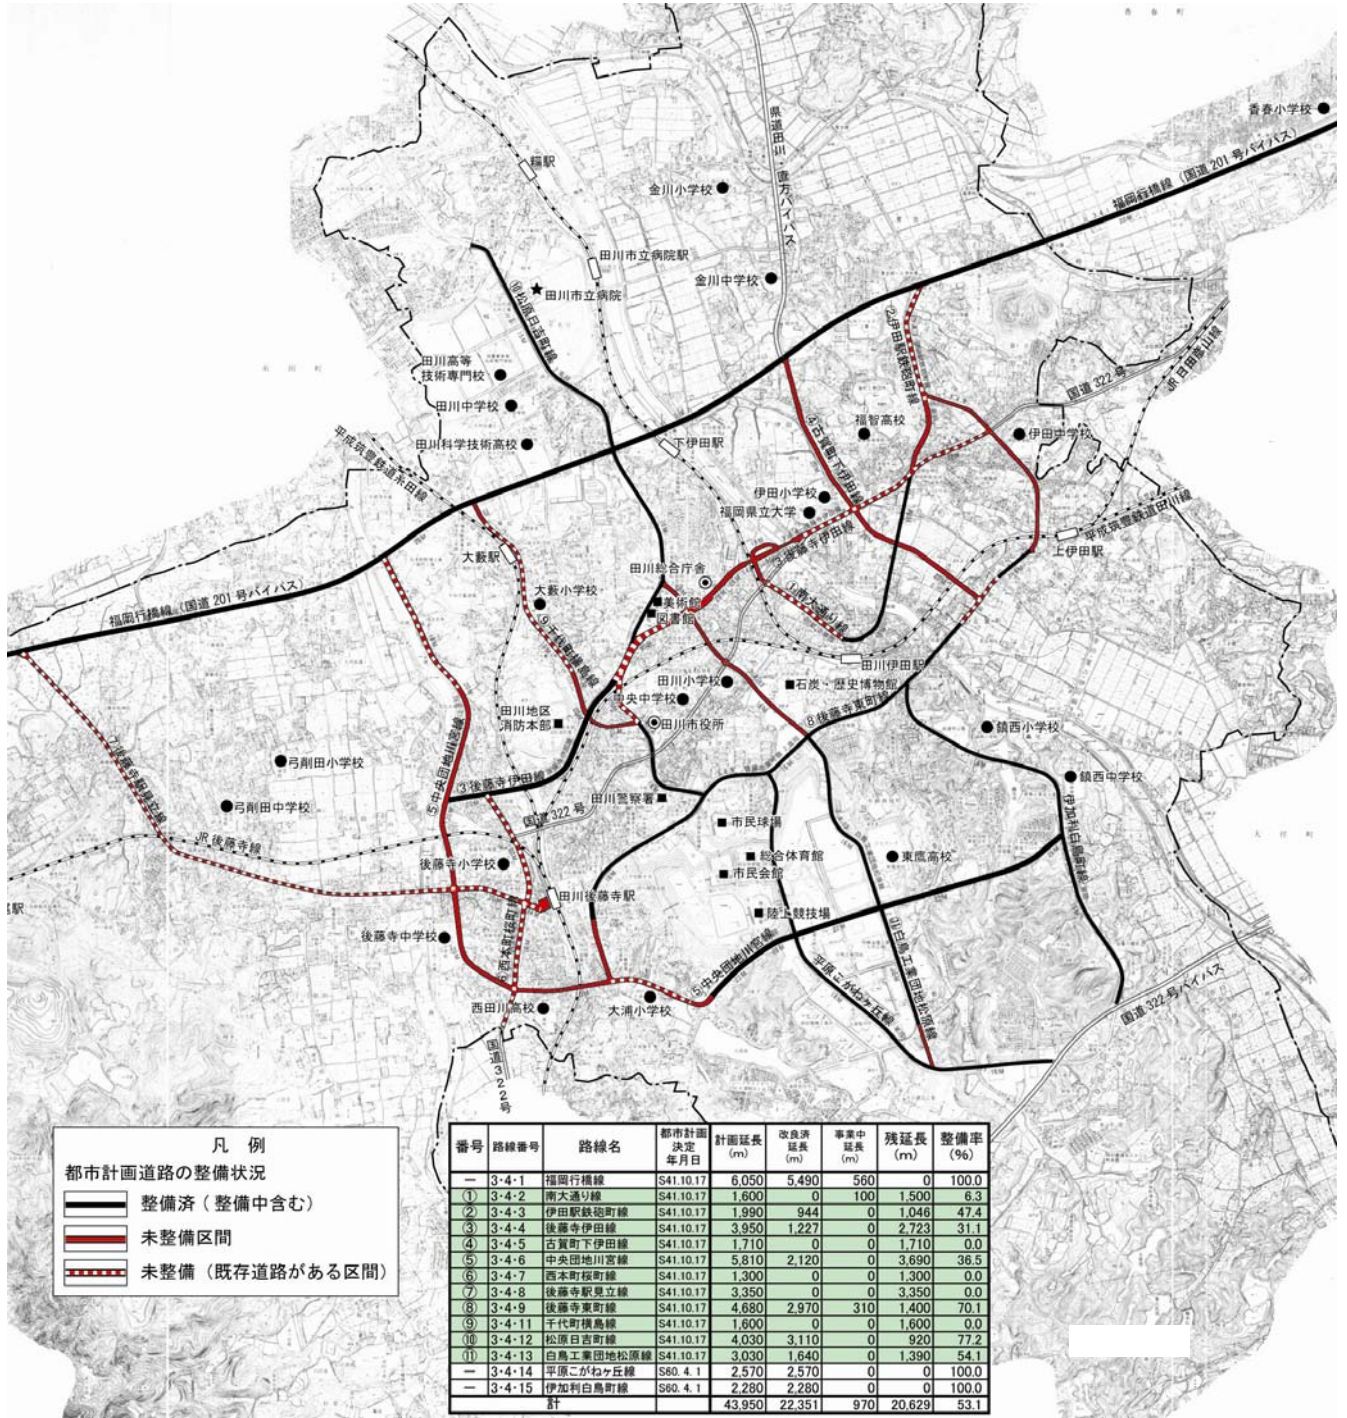 香春町
香春小学校
福岡行橋線（国道201号バイパス）
県道田川・直方バイパス
糒駅
金川小学校
田川市立病院駅
金川中学校
田川市立病院
⑩松原日吉町線
②伊田駅鉄砲町線
JR日田彦山線
国道322号
田川高等
技術専門校
田川中学校
田川科学技術高校
下伊田駅
④古賀町下伊田線
福智高校
伊田中学校
平成筑豊鉄道糸田線
伊田小学校
福岡県立大学
平成筑豊鉄道田川線
上伊田駅
大藪駅
③後藤寺伊田線
田川総合庁舎
福岡行橋線（国道201号バイパス）
大藪小学校
美術館
図書館
①南大通り線
⑨千代町横島線
田川伊田駅
田川小学校
石炭・歴史博物館
中央中学校
田川地区
消防本部
田川市役所
⑧後藤寺東町線
鎮西小学校
⑤中央団地川宮線
⑦後藤寺駅見立線
弓削田小学校
鎮西中学校
③後藤寺伊田線
田川警察署
弓削田中学校
国道322号
市民球場
伊加利白鳥町線
大任町
JR後藤寺線
後藤寺小学校
総合体育館
東鷹高校
市民会館
田川後藤寺駅
陸上競技場
⑥西本町桜町線
後藤寺中学校
⑪白鳥工業団地松原線
⑤中央団地川宮線
平原こがねヶ丘線
西田川高校
大浦小学校
国道322号バイパス
国道322号
凡 例
都市計画道路の整備状況
整備済（整備中含む）
未整備区間
未整備（既存道路がある区間）
番号 路線番号 路線名 都市計画決定年月日 計画延長(m) 改良済延長(m) 事業中延長(m) 残延長(m) 整備率(%)
— 3・4・1 福岡行橋線 S41.10.17 6,050 5,490 560 0 100.0
① 3・4・2 南大通り線 S41.10.17 1,600 0 100 1,500 6.3
② 3・4・3 伊田駅鉄砲町線 S41.10.17 1,990 944 0 1,046 47.4
③ 3・4・4 後藤寺伊田線 S41.10.17 3,950 1,227 0 2,723 31.1
④ 3・4・5 古賀町下伊田線 S41.10.17 1,710 0 0 1,710 0.0
⑤ 3・4・6 中央団地川宮線 S41.10.17 5,810 2,120 0 3,690 36.5
⑥ 3・4・7 西本町桜町線 S41.10.17 1,300 0 0 1,300 0.0
⑦ 3・4・8 後藤寺駅見立線 S41.10.17 3,350 0 0 3,350 0.0
⑧ 3・4・9 後藤寺東町線 S41.10.17 4,680 2,970 310 1,400 70.1
⑨ 3・4・11 千代町横島線 S41.10.17 1,600 0 0 1,600 0.0
⑩ 3・4・12 松原日吉町線 S41.10.17 4,030 3,110 0 920 77.2
⑪ 3・4・13 白鳥工業団地松原線 S41.10.17 3,030 1,640 0 1,390 54.1
— 3・4・14 平原こがねヶ丘線 S60. 4. 1 2,570 2,570 0 0 100.0
— 3・4・15 伊加利白鳥町線 S60. 4. 1 2,280 2,280 0 0 100.0
計 43,950 22,351 970 20,629 53.1